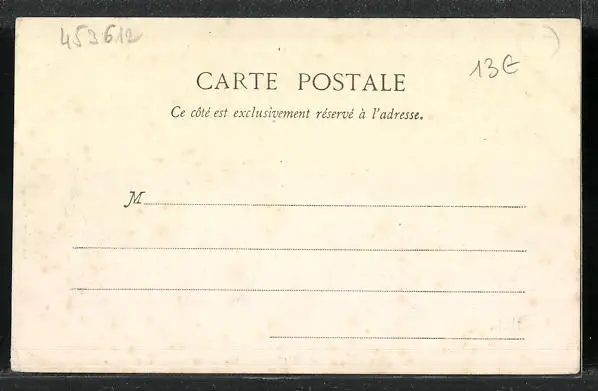 453612
13€
CARTE POSTALE
Ce côté est exclusivement réservé à l'adresse.
M